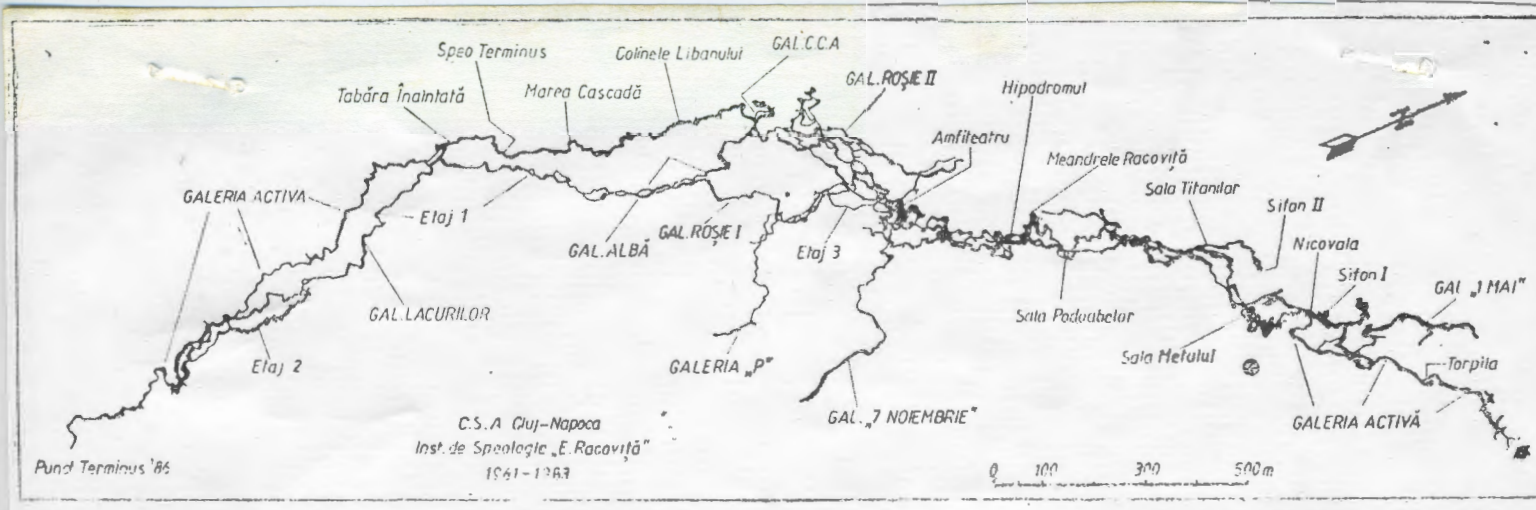 Speo Terminus
Colinele Libanului
GAL.C.C.A
Tabăra Înaintată
Marea Cascadă
GAL.ROȘIE II
Hipodromul
Amfiteatru
Meandrele Racoviță
Sala Titanilor
GALERIA ACTIVA
Etaj 1
Sifon II
Nicovala
Sifon I
GAL.ALBĂ
GAL.ROȘIE I
Etaj 3
GAL „1 MAI”
GAL.LACURILOR
Sala Podoabelor
Etaj 2
GALERIA „P”
Sala Metrului
Torpila
GAL.„7 NOIEMBRIE”
GALERIA ACTIVĂ
C.S.A Cluj-Napoca
Inst.de Speologie „E.Racoviță”
Punct Terminus '86
0 100 300 500m